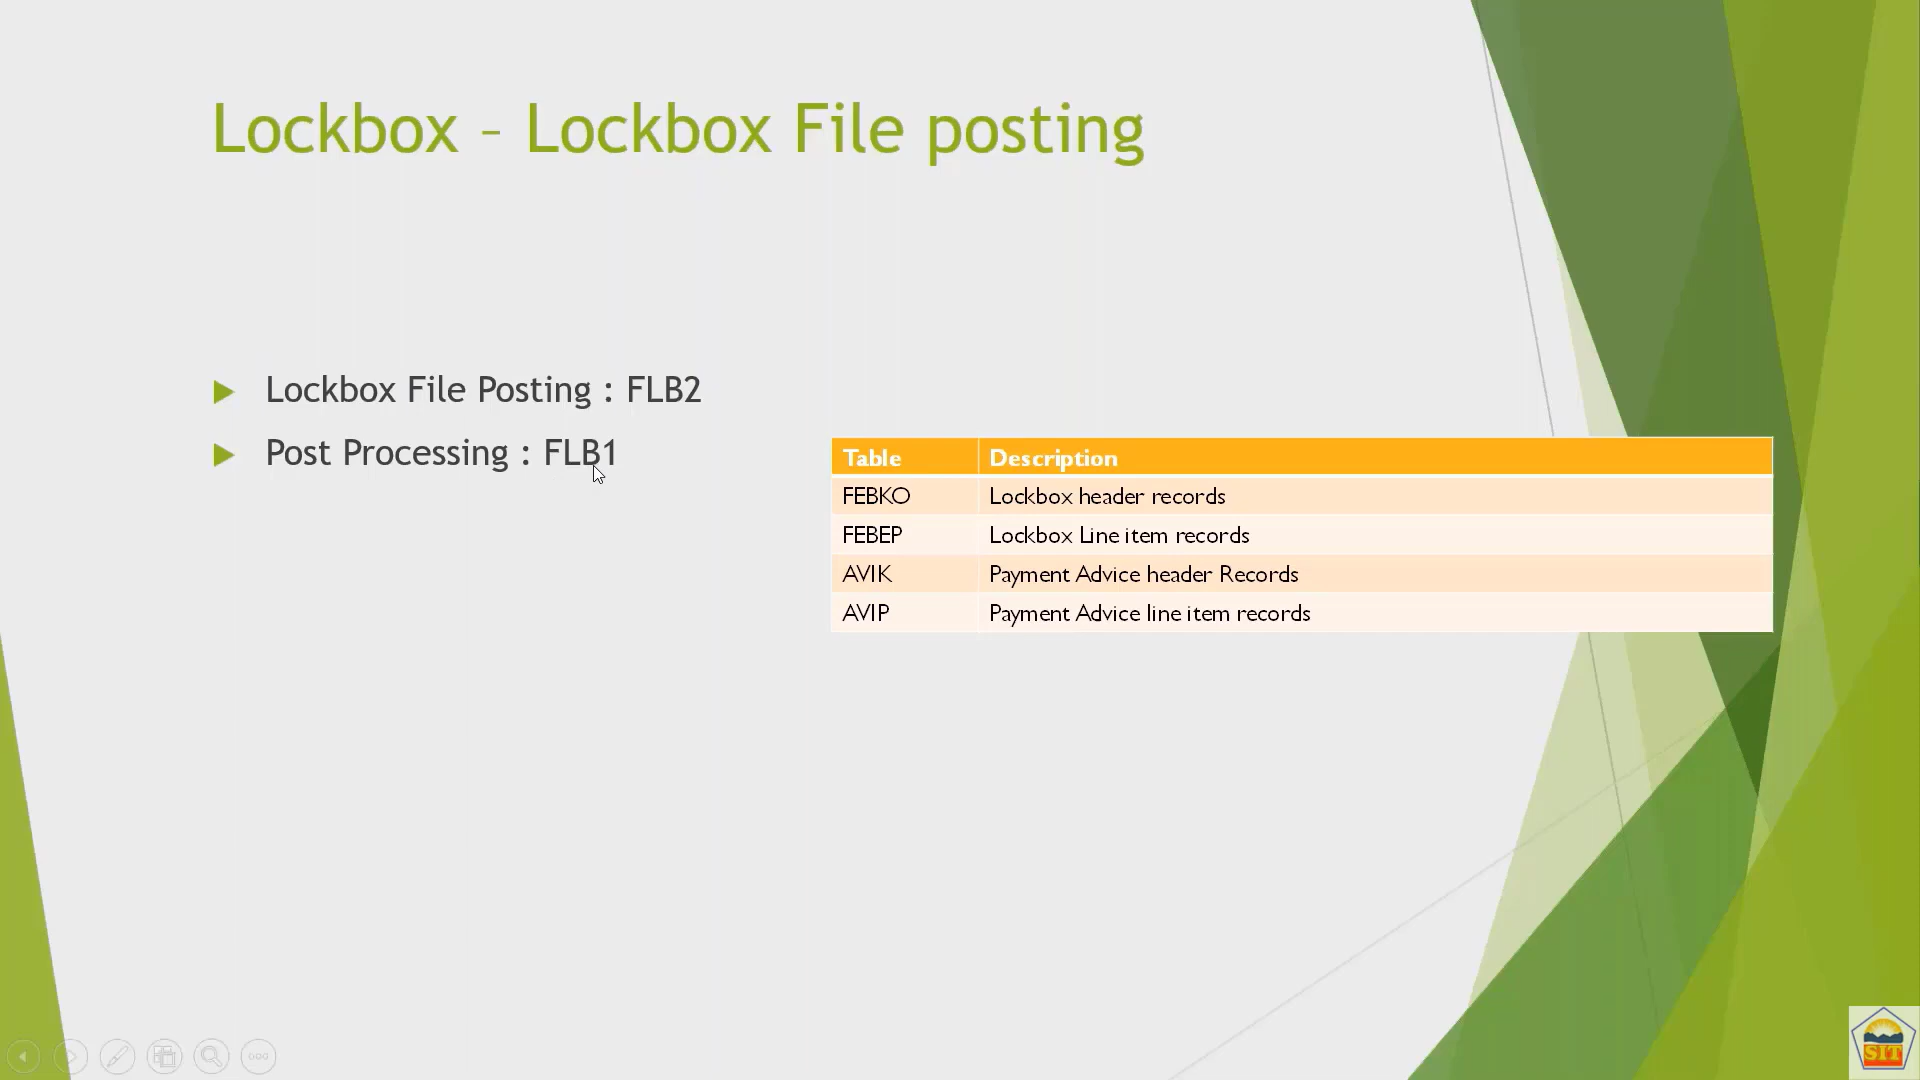 Lockbox – Lockbox File posting
Lockbox File Posting : FLB2
Post Processing : FLB1
Table Description
FEBKO Lockbox header records
FEBEP Lockbox Line item records
AVIK Payment Advice header Records
AVIP Payment Advice line item records
SIT